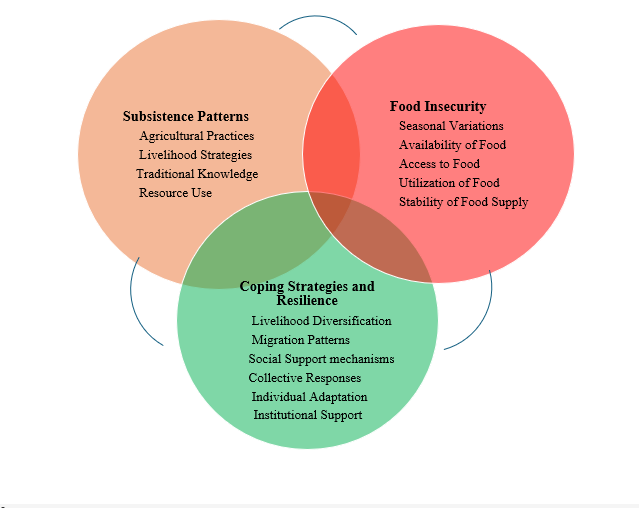 Subsistence Patterns
Agricultural Practices
Livelihood Strategies
Traditional Knowledge
Resource Use
Food Insecurity
Seasonal Variations
Availability of Food
Access to Food
Utilization of Food
Stability of Food Supply
Coping Strategies and
Resilience
Livelihood Diversification
Migration Patterns
Social Support mechanisms
Collective Responses
Individual Adaptation
Institutional Support